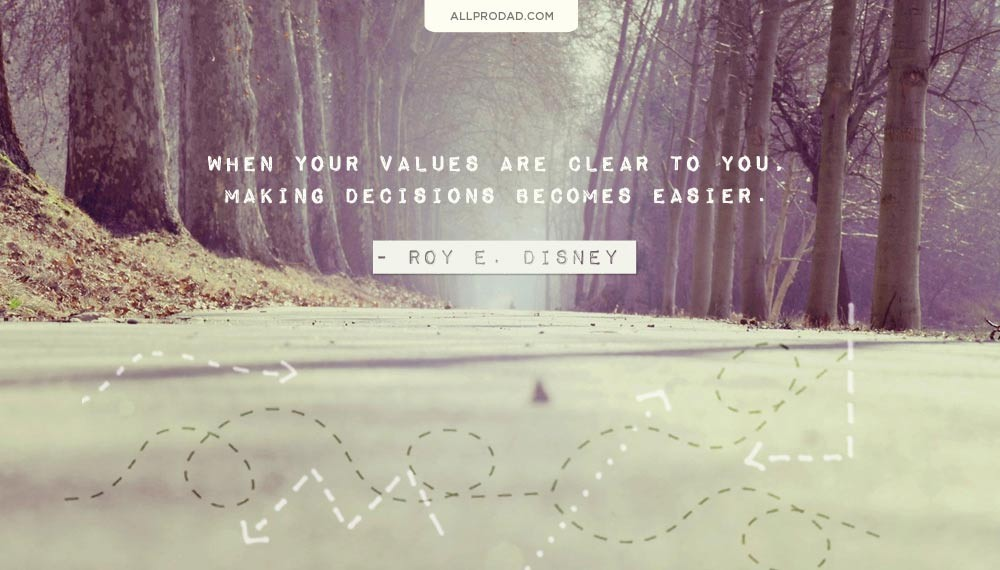 ALLPRODAD.COM
WHEN YOUR VALUES ARE CLEAR TO YOU,
MAKING DECISIONS BECOMES EASIER.
- ROY E. DISNEY